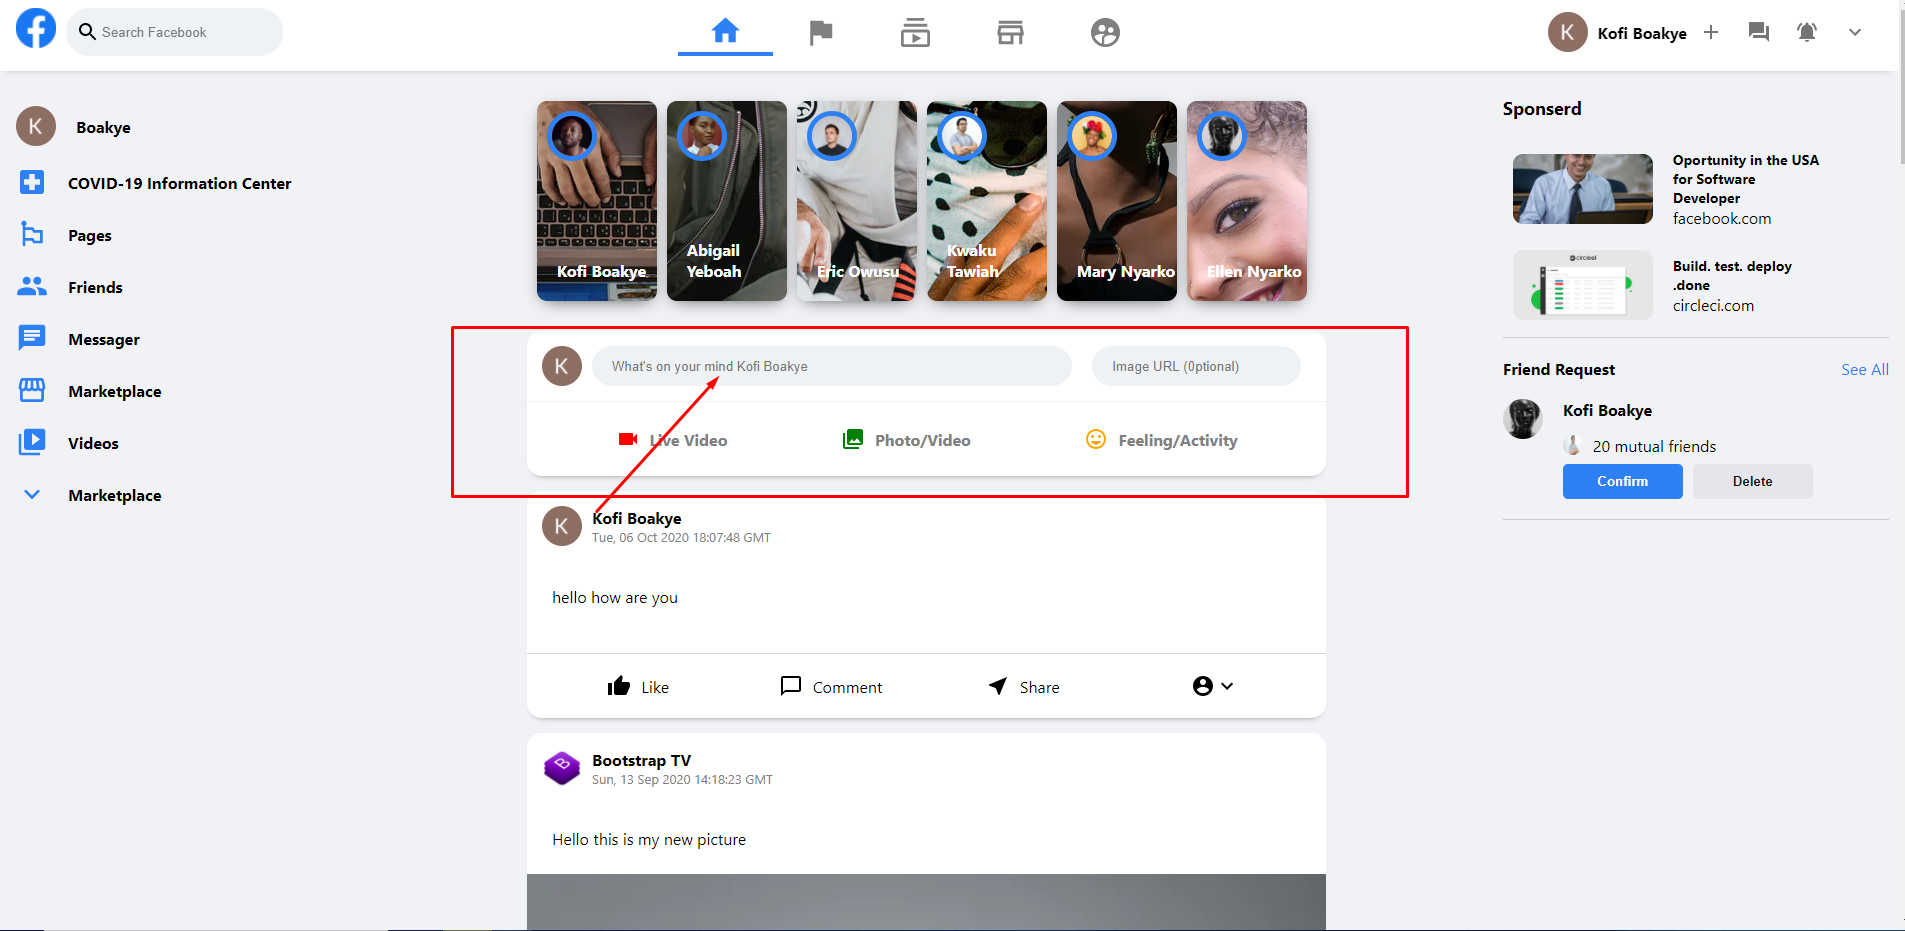 Search Facebook
K
Kofi Boakye
K
Boakye
COVID-19 Information Center
Pages
Friends
Messager
Marketplace
Videos
Marketplace
Kofi Boakye
Abigail
Yeboah
Eric Owusu
Kwaku
Tawiah
Mary Nyarko
Ellen Nyarko
K
What's on your mind Kofi Boakye
Image URL (0ptional)
Live Video
Photo/Video
Feeling/Activity
K
Kofi Boakye
Tue, 06 Oct 2020 18:07:48 GMT
hello how are you
Like
Comment
Share
B
Bootstrap TV
Sun, 13 Sep 2020 14:18:23 GMT
Hello this is my new picture
Sponserd
Oportunity in the USA
for Software
Developer
facebook.com
circleci
Build. test. deploy
.done
circleci.com
Friend Request
See All
Kofi Boakye
20 mutual friends
Confirm
Delete